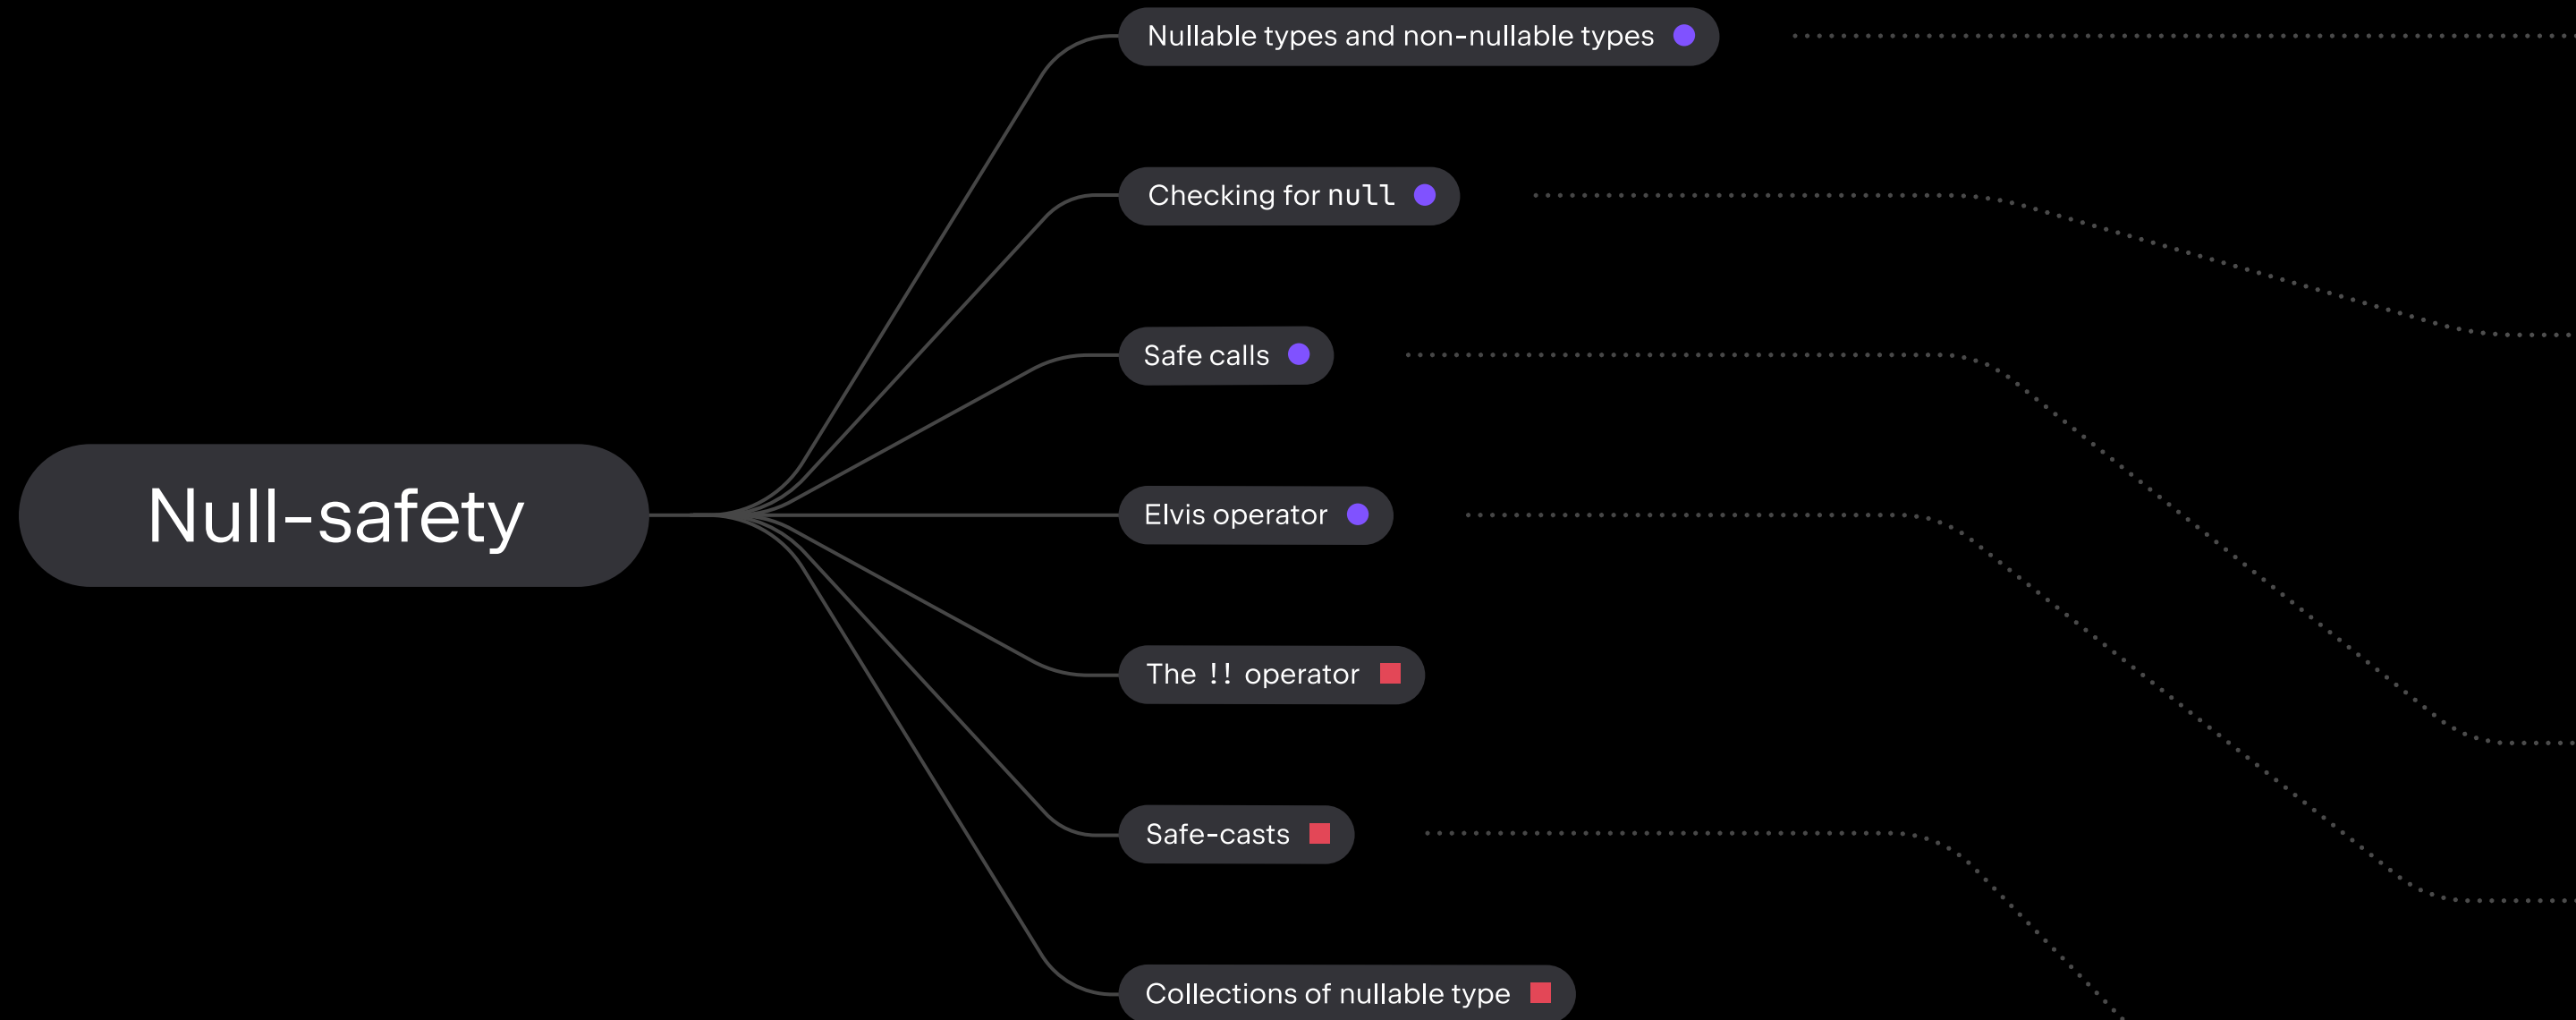 Nullable types and non-nullable types
Checking for null
Safe calls
Null-safety
Elvis operator
The !! operator
Safe-casts
Collections of nullable type